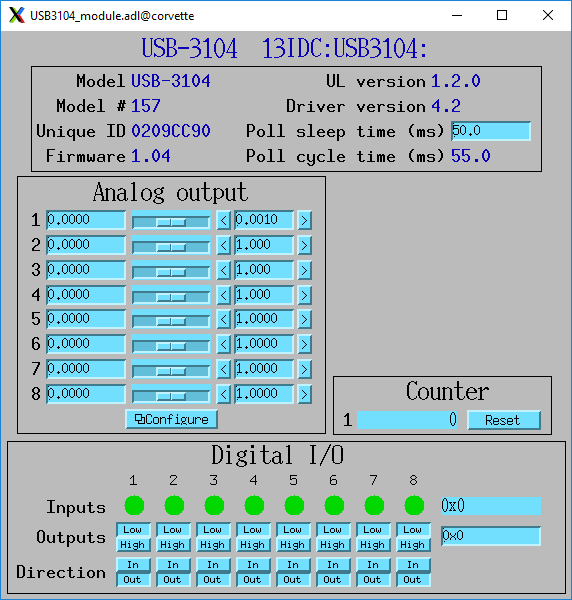 USB3104_module.adl@corvette
USB-3104 13IDC:USB3104:
Model USB-3104 UL version 1.2.0
Model # 157 Driver version 4.2
Unique ID 0209CC90 Poll sleep time (ms) 50.0
Firmware 1.04 Poll cycle time (ms) 55.0
Analog output
1 0.0000 < 0.0010 >
2 0.0000 < 1.000 >
3 0.0000 < 1.000 >
4 0.0000 < 1.000 >
5 0.0000 < 1.0000 >
6 0.0000 < 1.0000 >
7 0.0000 < 1.0000 >
8 0.0000 < 1.0000 >
Configure
Counter
1 0 Reset
Digital I/O
1 2 3 4 5 6 7 8
Inputs 0x0
Low Low Low Low Low Low Low Low
Outputs 0x0
High High High High High High High High
In In In In In In In In
Direction
Out Out Out Out Out Out Out Out